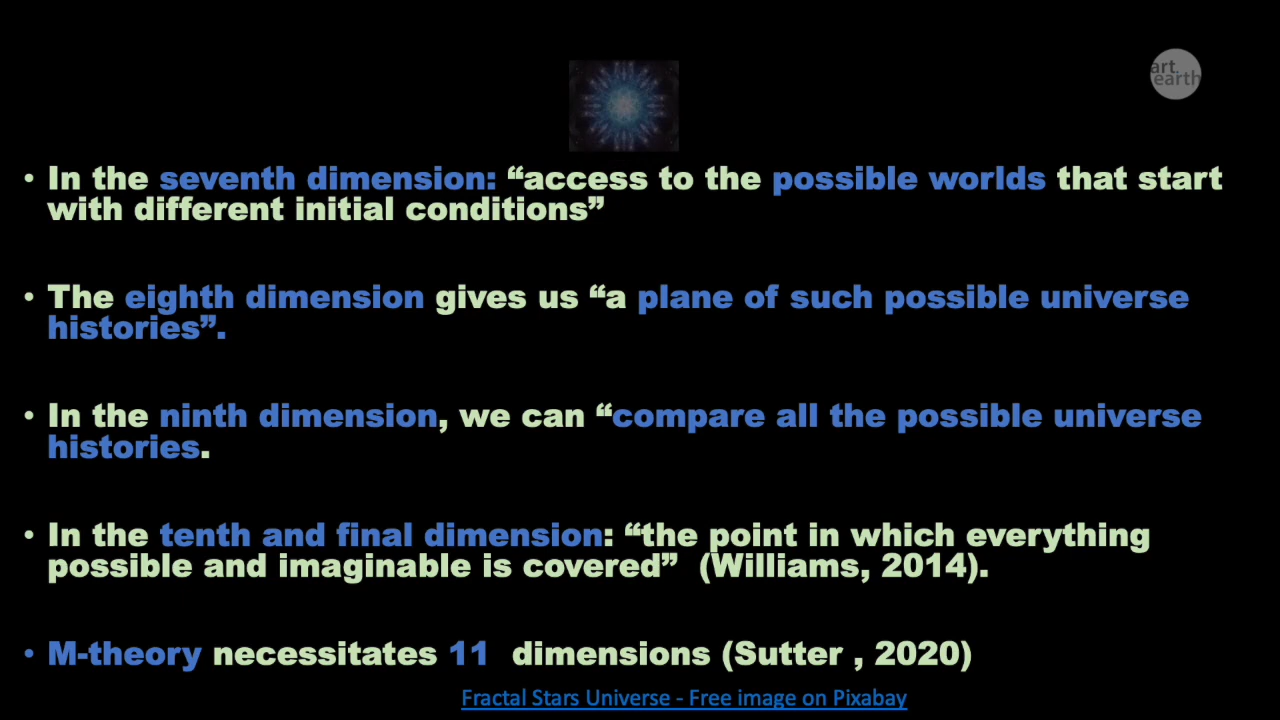 art
earth
• In the seventh dimension: “access to the possible worlds that start
with different initial conditions”
• The eighth dimension gives us “a plane of such possible universe
histories”.
• In the ninth dimension, we can “compare all the possible universe
histories.
• In the tenth and final dimension: “the point in which everything
possible and imaginable is covered” (Williams, 2014).
• M-theory necessitates 11 dimensions (Sutter , 2020)
Fractal Stars Universe - Free image on Pixabay